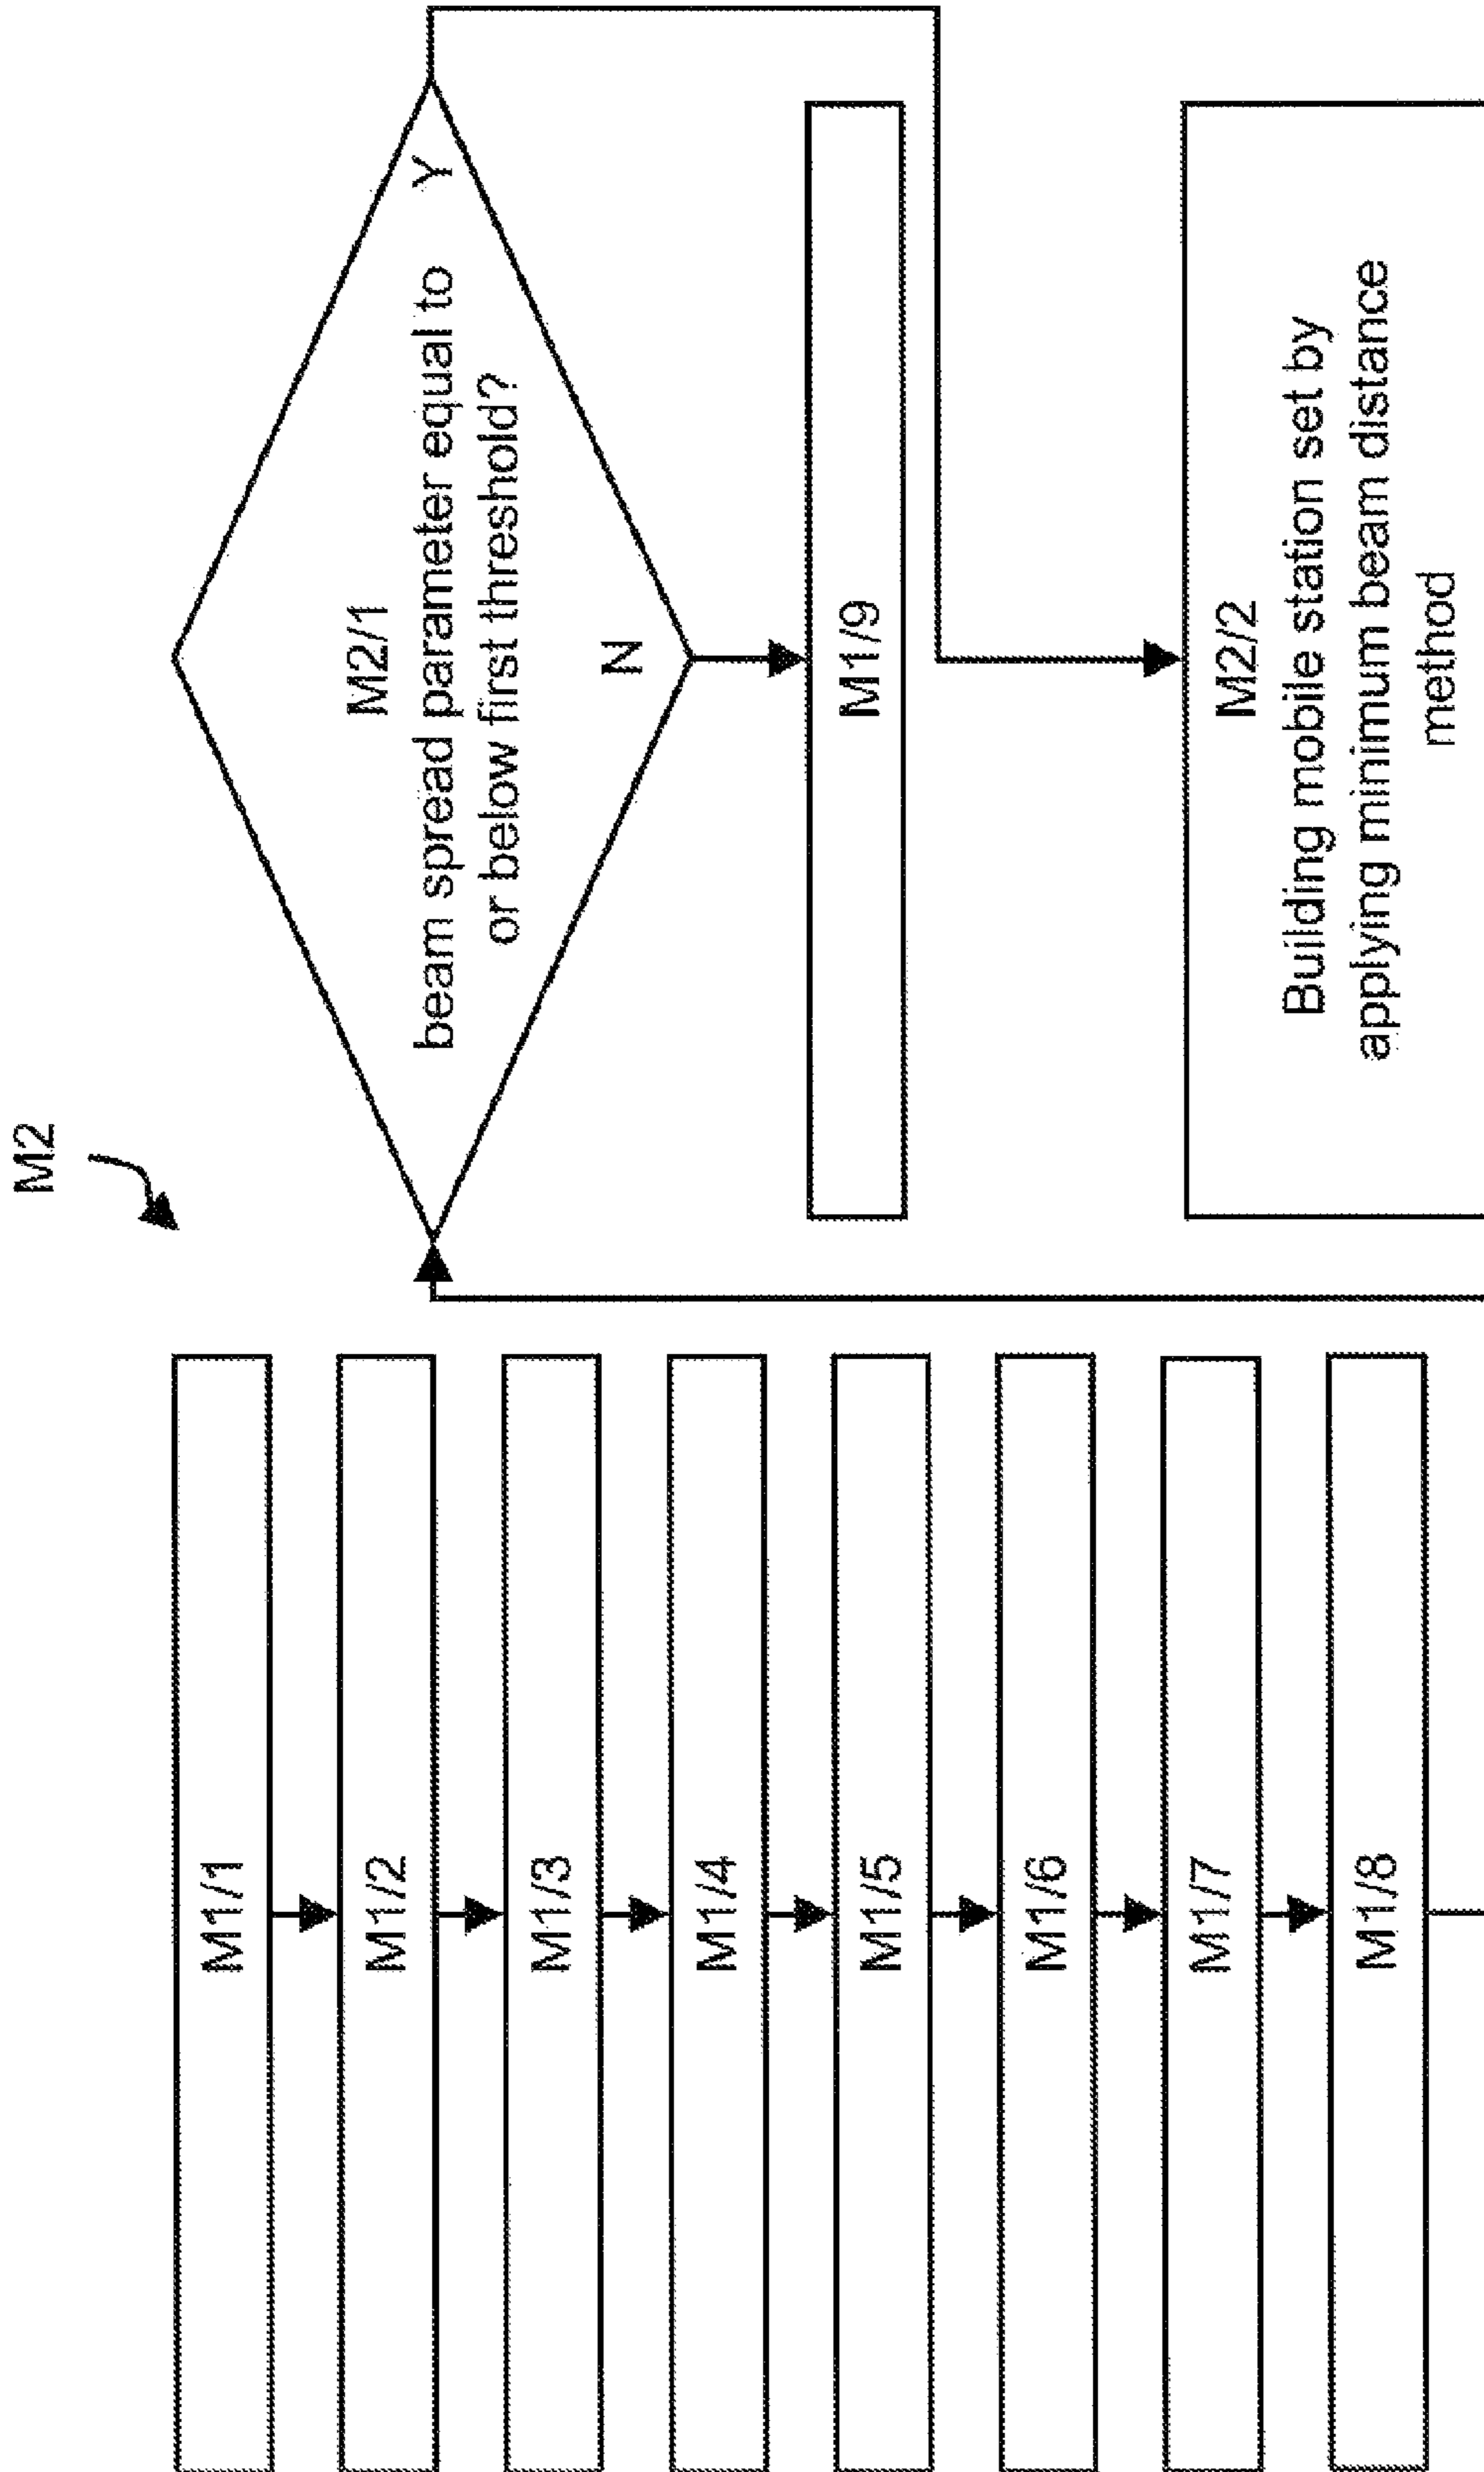 M2
M1/1
M1/2
M1/3
M1/4
M1/5
M1/6
M1/7
M1/8
M2/1
beam spread parameter equal to
or below first threshold?
Y
N
M1/9
M2/2
Building mobile station set by
applying minimum beam distance
method